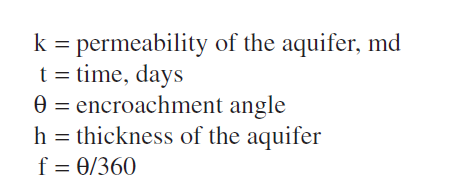 k = permeability of the aquifer, md
t = time, days
θ = encroachment angle
h = thickness of the aquifer
f = θ/360